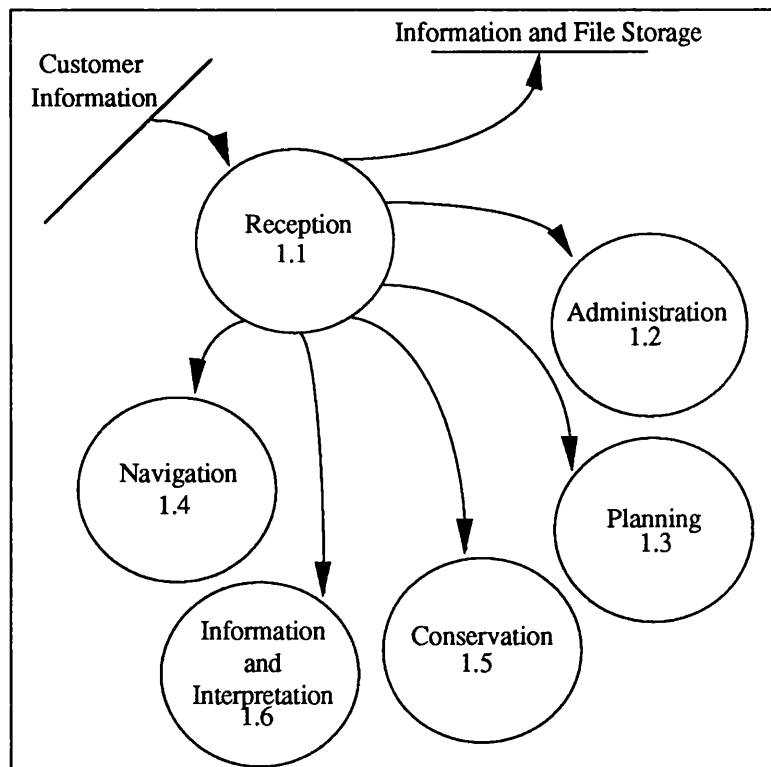 Information and File Storage
Customer
Information
Reception
1.1
Administration
1.2
Navigation
1.4
Planning
1.3
Information
and
Interpretation
1.6
Conservation
1.5